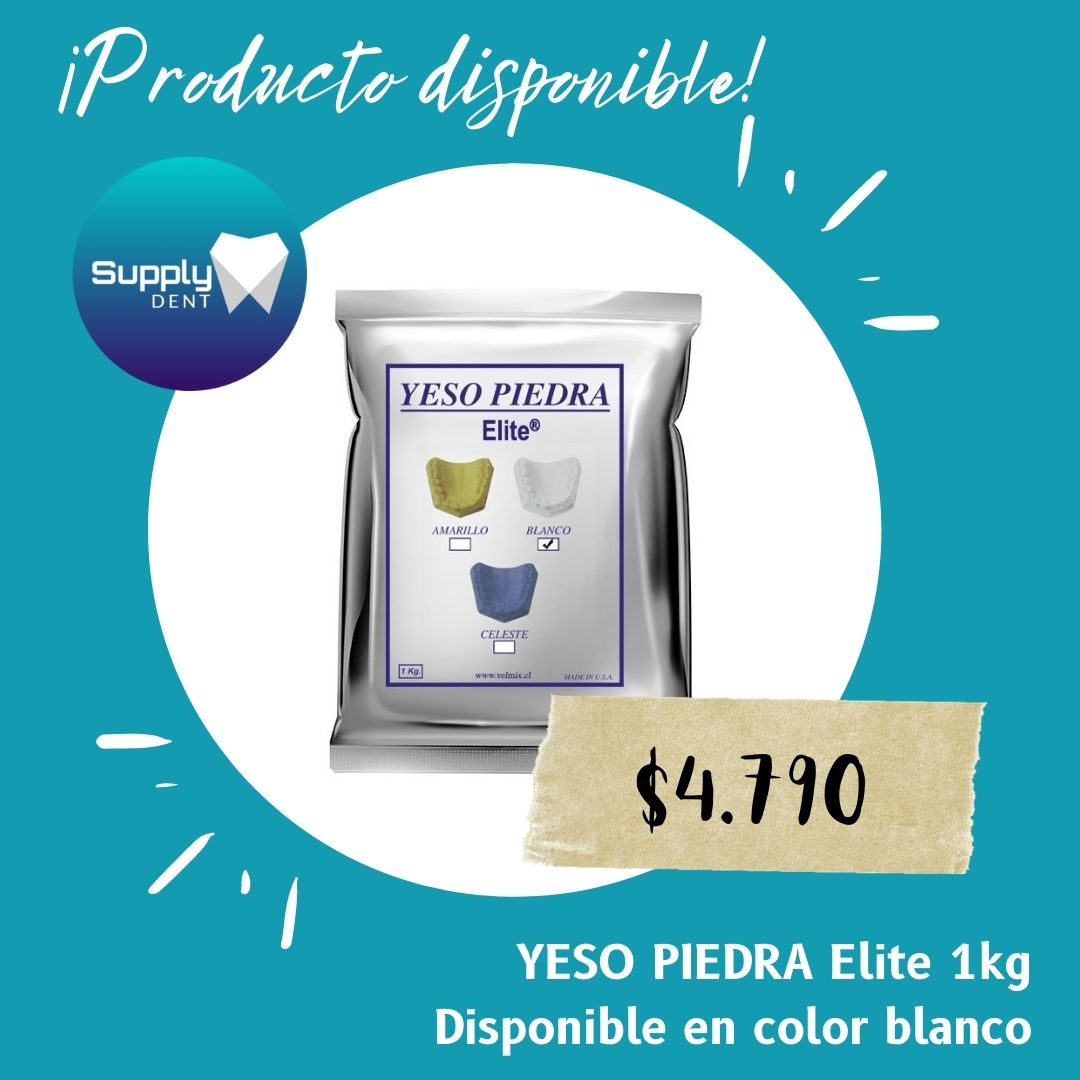 ¡Producto disponible!
Supply
DENT
YESO PIEDRA
Elite®
AMARILLO
BLANCO
CELESTE
1 Kg.
www.velmix.cl
MADE IN U.S.A.
$4.790
YESO PIEDRA Elite 1kg
Disponible en color blanco